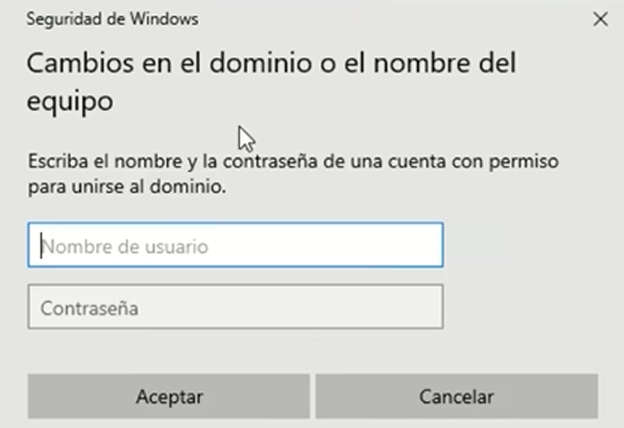 Seguridad de Windows
Cambios en el dominio o el nombre del
equipo
Escriba el nombre y la contraseña de una cuenta con permiso
para unirse al dominio.
Nombre de usuario
Contraseña
Aceptar
Cancelar